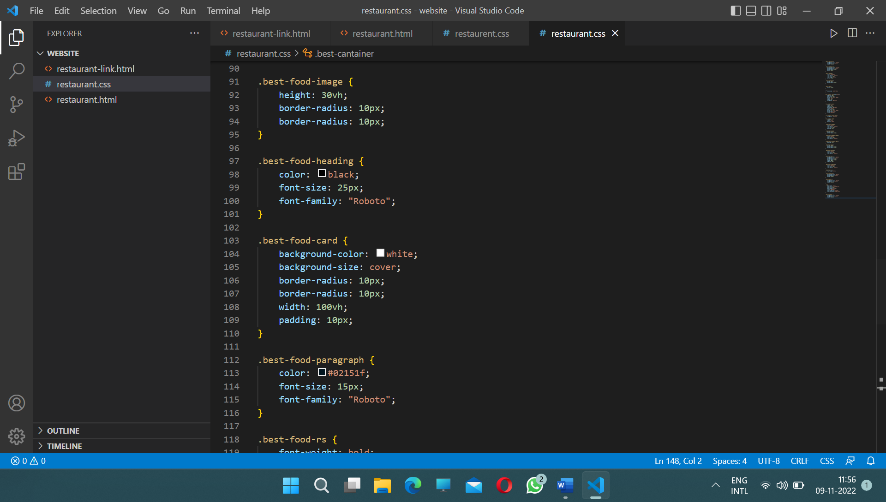 File Edit Selection View Go Run Terminal Help
restaurant.css - website - Visual Studio Code
EXPLORER
restaurant-link.html
restaurant.html
restaurent.css
restaurant.css
restaurant.css > .best-cantainer
WEBSITE
restaurant-link.html
restaurant.css
restaurant.html
90
91 .best-food-image {
92 height: 30vh;
93 border-radius: 10px;
94 border-radius: 10px;
95 }
96
97 .best-food-heading {
98 color: black;
99 font-size: 25px;
100 font-family: "Roboto";
101 }
102
103 .best-food-card {
104 background-color: white;
105 background-size: cover;
106 border-radius: 10px;
107 border-radius: 10px;
108 width: 100vh;
109 padding: 10px;
110 }
111
112 .best-food-paragraph {
113 color: #02151f;
114 font-size: 15px;
115 font-family: "Roboto";
116 }
117
118 .best-food-rs {
119 font-weight: bold;
OUTLINE
TIMELINE
0 0
Ln 148, Col 2 Spaces: 4 UTF-8 CRLF CSS
2
ENG
INTL
11:56
09-11-2022
1